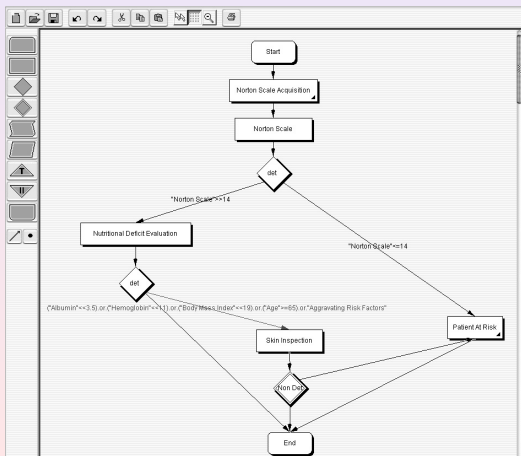 Start
Norton Scale Acquisition
Norton Scale
det
"Norton Scale">>14
"Norton Scale"<=14
Nutritional Deficit Evaluation
det
("Albumin"<=3.5).or.("Hemoglobin"<=11).or.("Body Mass Index"<=19).or.("Age">=65).or."Aggravating Risk Factors"
Patient At Risk
Skin Inspection
Non Det
End
T